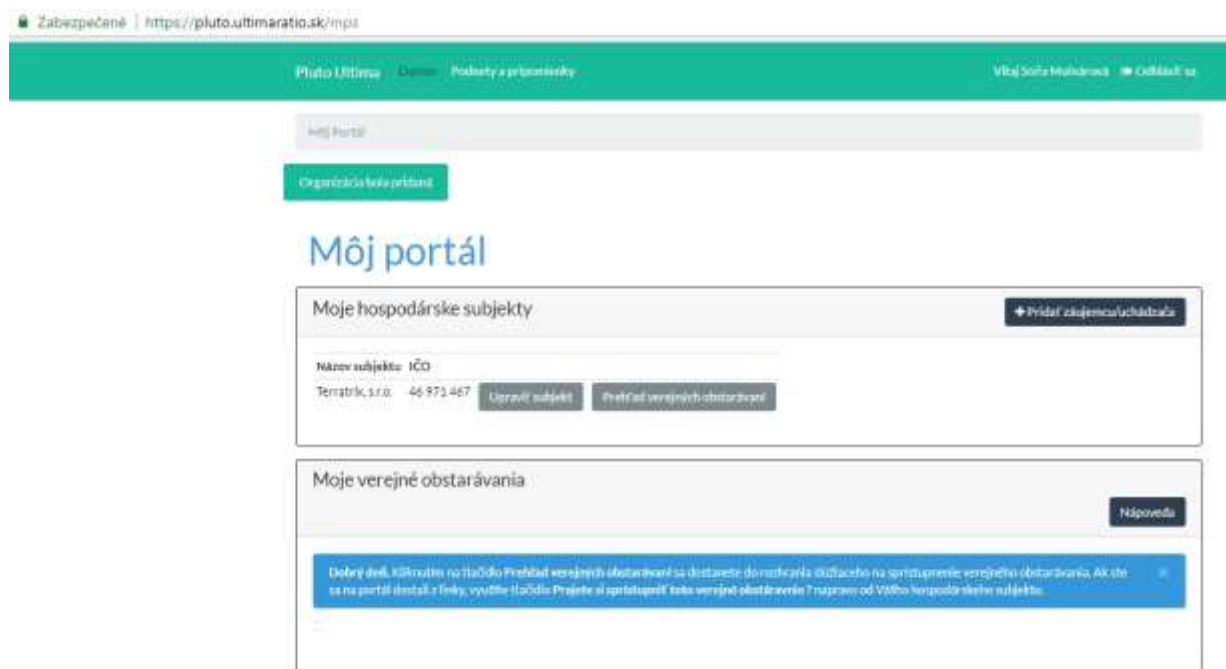 Zabezpečené | https://pluto.ultimaratio.sk/mps
Pluto Ultima Domov Podnety a pripomienky Vitaj Soňa Molnárová Odhlásiť sa
Môj Portál
Organizácia bola pridaná
Môj portál
Moje hospodárske subjekty
+ Pridať záujemcu/uchádzača
Názov subjektu IČO
Terratrik, s.r.o. 46 971 467 Upraviť subjekt Prehľad verejných obstarávaní
Moje verejné obstarávania
Nápoveda
Dobrý deň. Kliknutím na tlačidlo Prehľad verejných obstarávaní sa dostanete do rozhrania slúžiaceho na sprístupnenie verejného obstarávania. Ak ste ×
sa na portál dostali z linky, využite tlačidlo Prajete si sprístupniť toto verejné obstarávanie ? napravo od Vášho hospodárskeho subjektu.